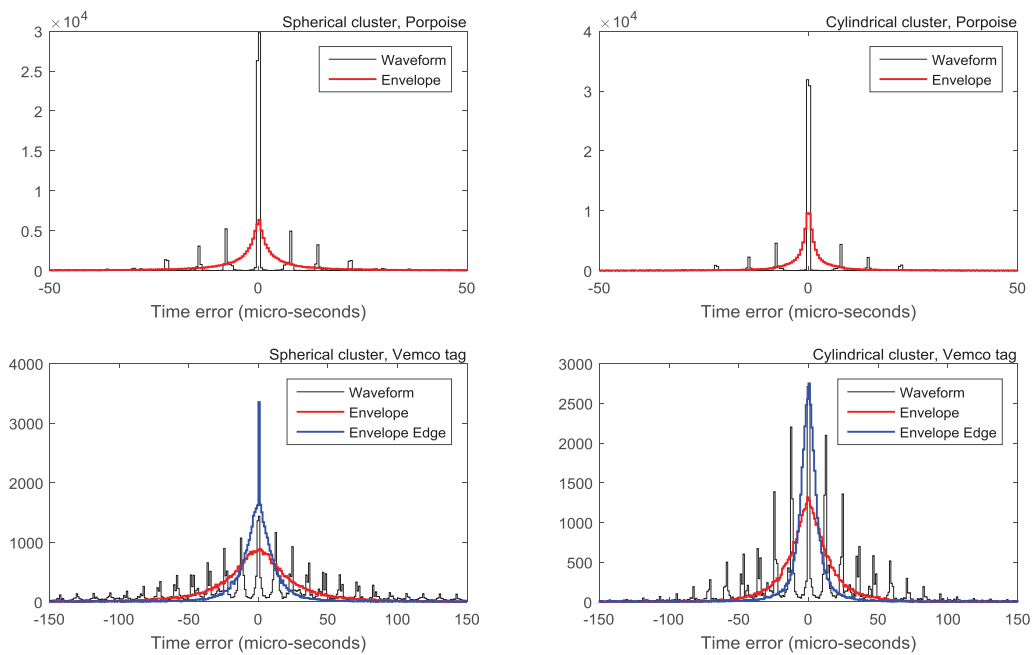 ×10⁴
Spherical cluster, Porpoise
3
2.5
2
1.5
1
0.5
0
-50
0
50
Time error (micro-seconds)
Waveform
Envelope
×10⁴
Cylindrical cluster, Porpoise
4
3
2
1
0
-50
0
50
Time error (micro-seconds)
Waveform
Envelope
Spherical cluster, Vemco tag
4000
3000
2000
1000
0
-150
-100
-50
0
50
100
150
Time error (micro-seconds)
Waveform
Envelope
Envelope Edge
Cylindrical cluster, Vemco tag
3000
2500
2000
1500
1000
500
0
-150
-100
-50
0
50
100
150
Time error (micro-seconds)
Waveform
Envelope
Envelope Edge